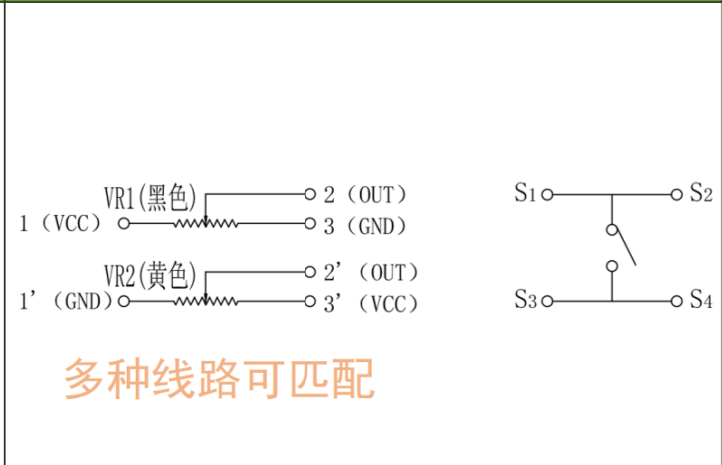 VR1(黑色)
2 (OUT)
1 (VCC)
3 (GND)
VR2(黄色)
2' (OUT)
1' (GND)
3' (VCC)
S1
S2
S3
S4
多种线路可匹配